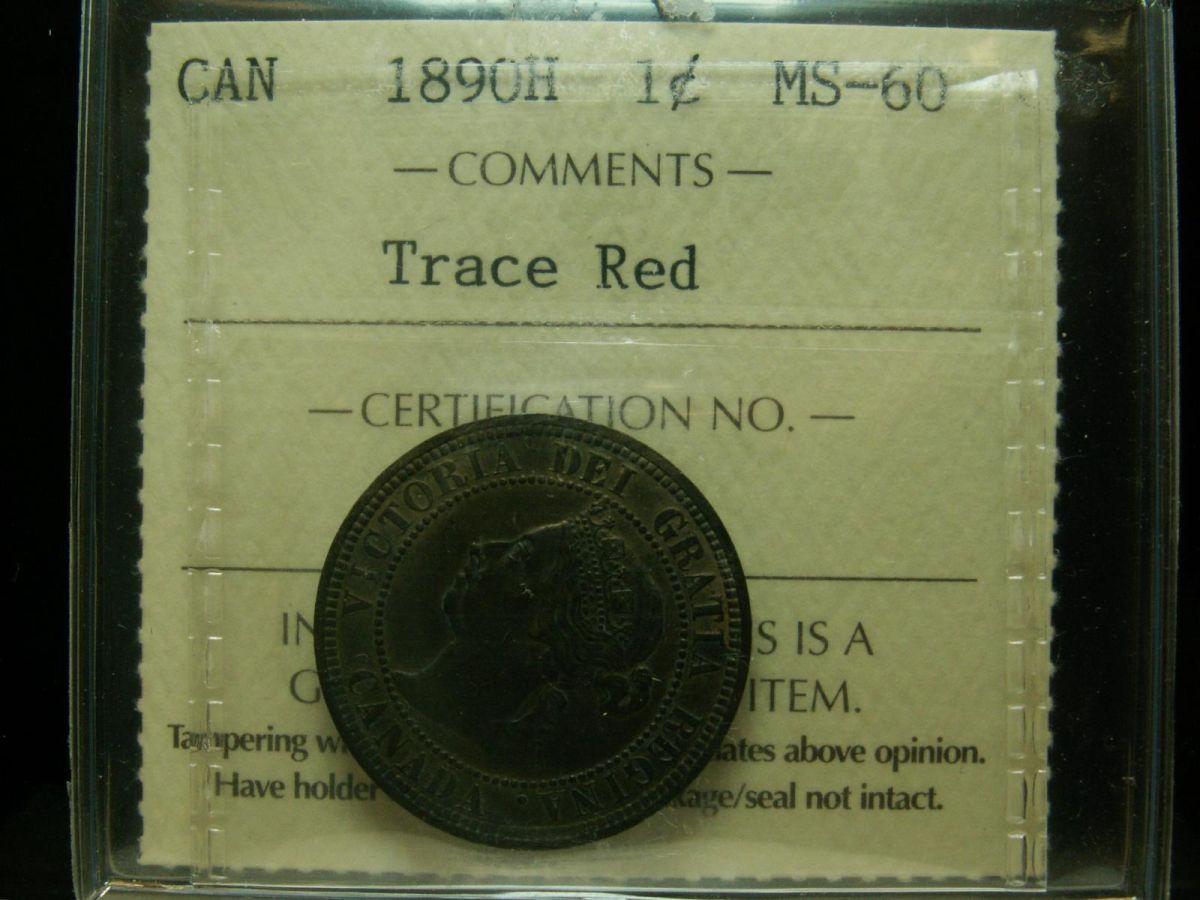 CAN 1890H 1¢ MS-60
— COMMENTS —
Trace Red
— CERTIFICATION NO. —
VICTORIA DEI GRATIA REGINA. CANADA
IN S IS A
G ITEM.
Tampering w ates above opinion.
Have holder kage/seal not intact.